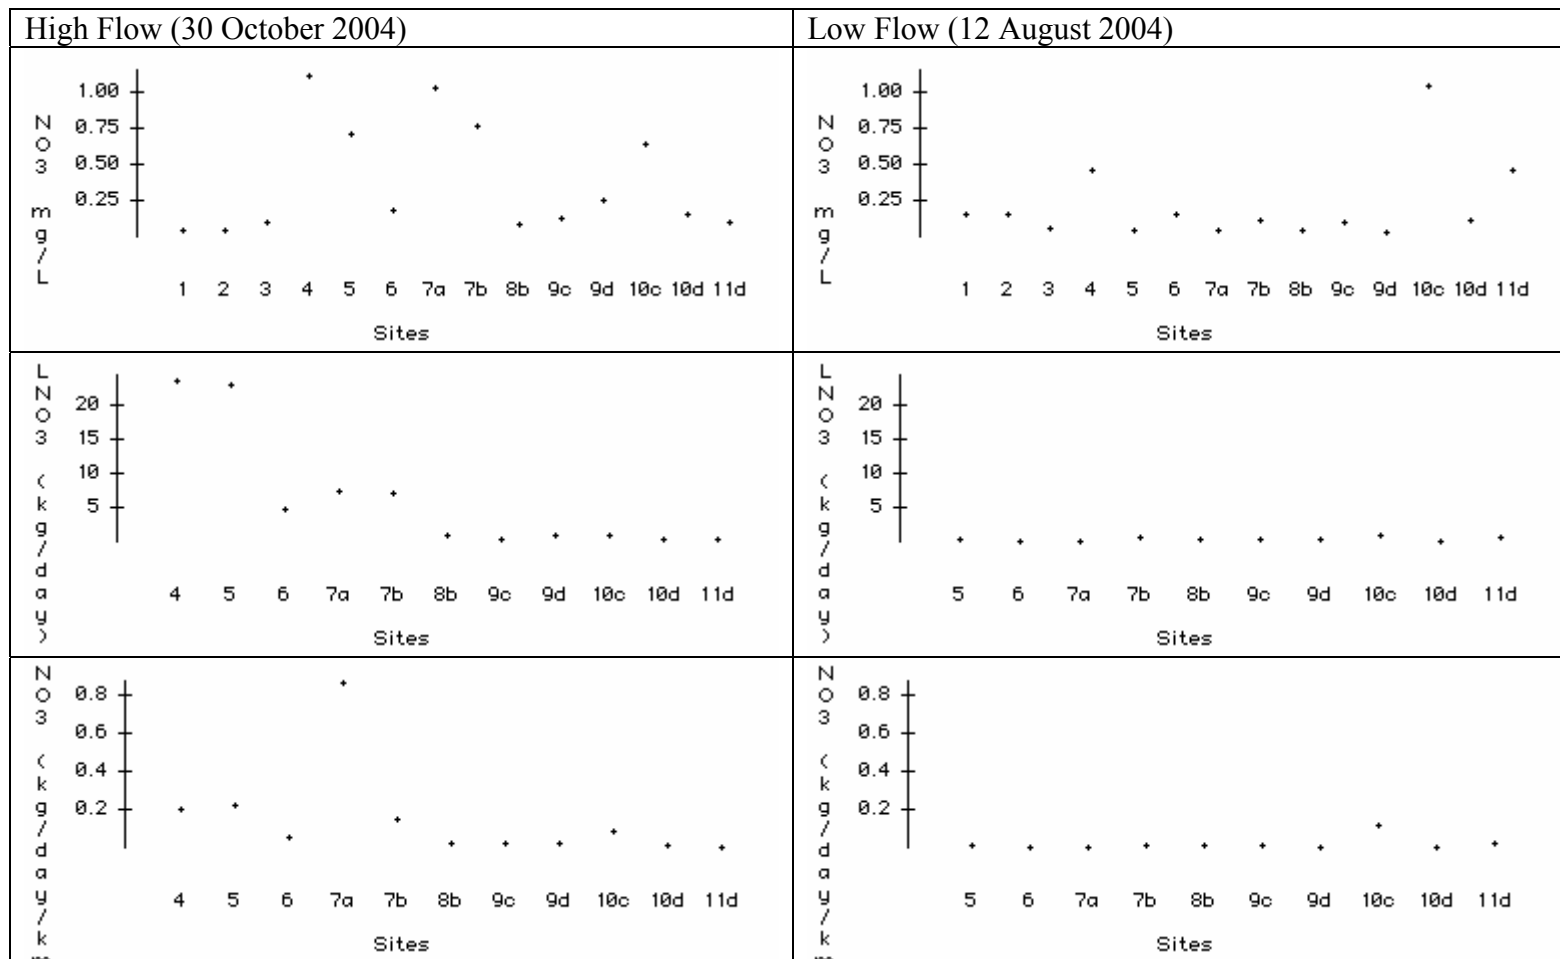 High Flow (30 October 2004)
Low Flow (12 August 2004)
NO3 mg/L
1.00
0.75
0.50
0.25
1 2 3 4 5 6 7a 7b 8b 9c 9d 10c 10d 11d
Sites
NO3 mg/L
1.00
0.75
0.50
0.25
1 2 3 4 5 6 7a 7b 8b 9c 9d 10c 10d 11d
Sites
LNO3 (kg/day)
20
15
10
5
4 5 6 7a 7b 8b 9c 9d 10c 10d 11d
Sites
LNO3 (kg/day)
20
15
10
5
5 6 7a 7b 8b 9c 9d 10c 10d 11d
Sites
NO3 (kg/day/k
0.8
0.6
0.4
0.2
4 5 6 7a 7b 8b 9c 9d 10c 10d 11d
Sites
NO3 (kg/day/k
0.8
0.6
0.4
0.2
5 6 7a 7b 8b 9c 9d 10c 10d 11d
Sites